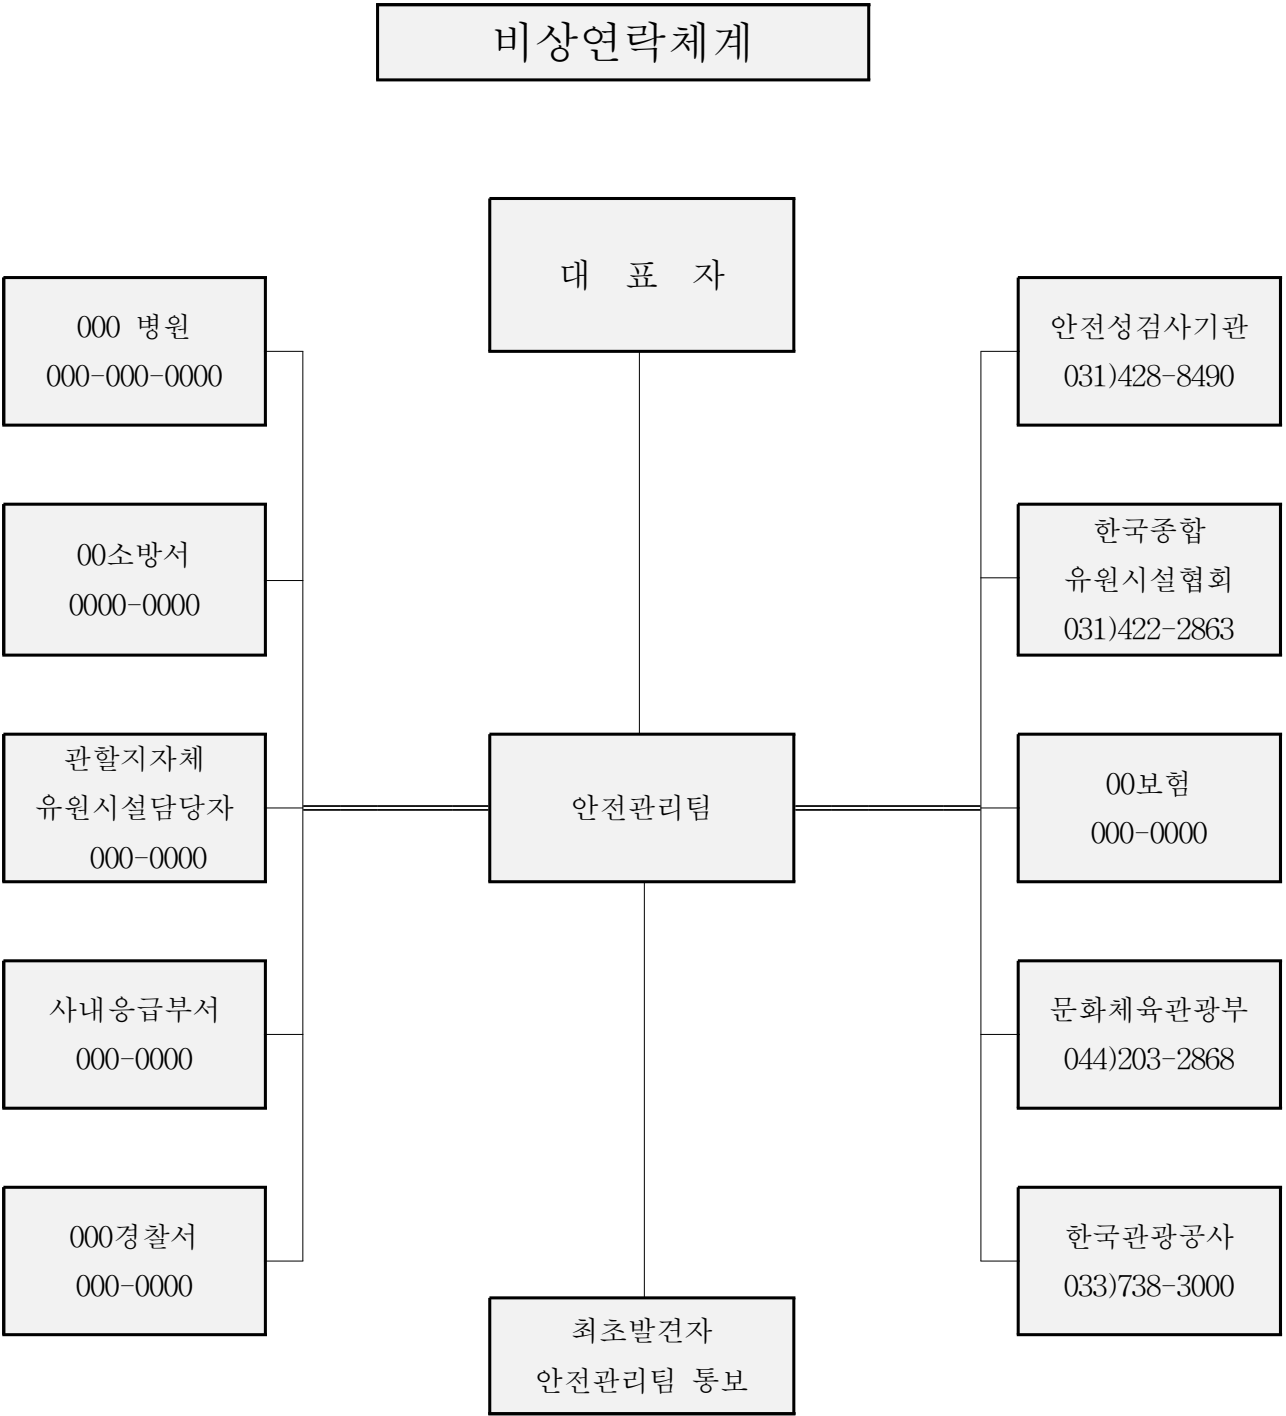 비상연락체계
대 표 자
000 병원
000-000-0000
안전성검사기관
031)428-8490
00소방서
0000-0000
한국종합
유원시설협회
031)422-2863
관할지자체
유원시설담당자
000-0000
안전관리팀
00보험
000-0000
사내응급부서
000-0000
문화체육관광부
044)203-2868
000경찰서
000-0000
한국관광공사
033)738-3000
최초발견자
안전관리팀 통보